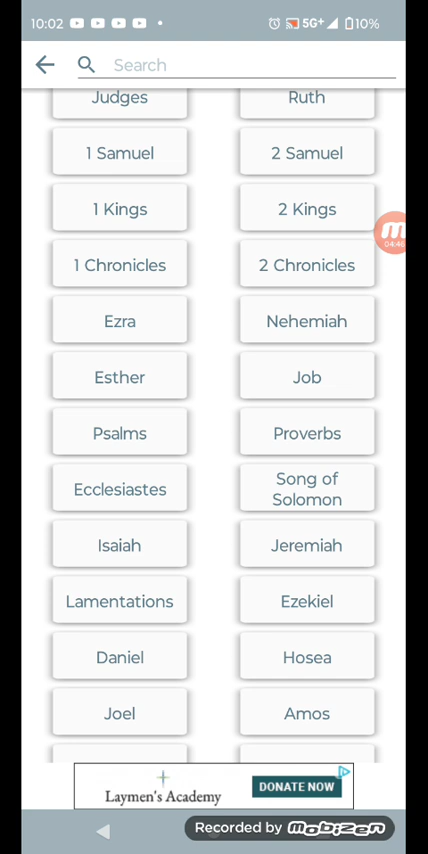 10:02 5G+ 10%
Search
Judges Ruth
1 Samuel 2 Samuel
1 Kings 2 Kings
04:46
1 Chronicles 2 Chronicles
Ezra Nehemiah
Esther Job
Psalms Proverbs
Ecclesiastes Song of
Solomon
Isaiah Jeremiah
Lamentations Ezekiel
Daniel Hosea
Joel Amos
Laymen's Academy DONATE NOW
Recorded by mobizen